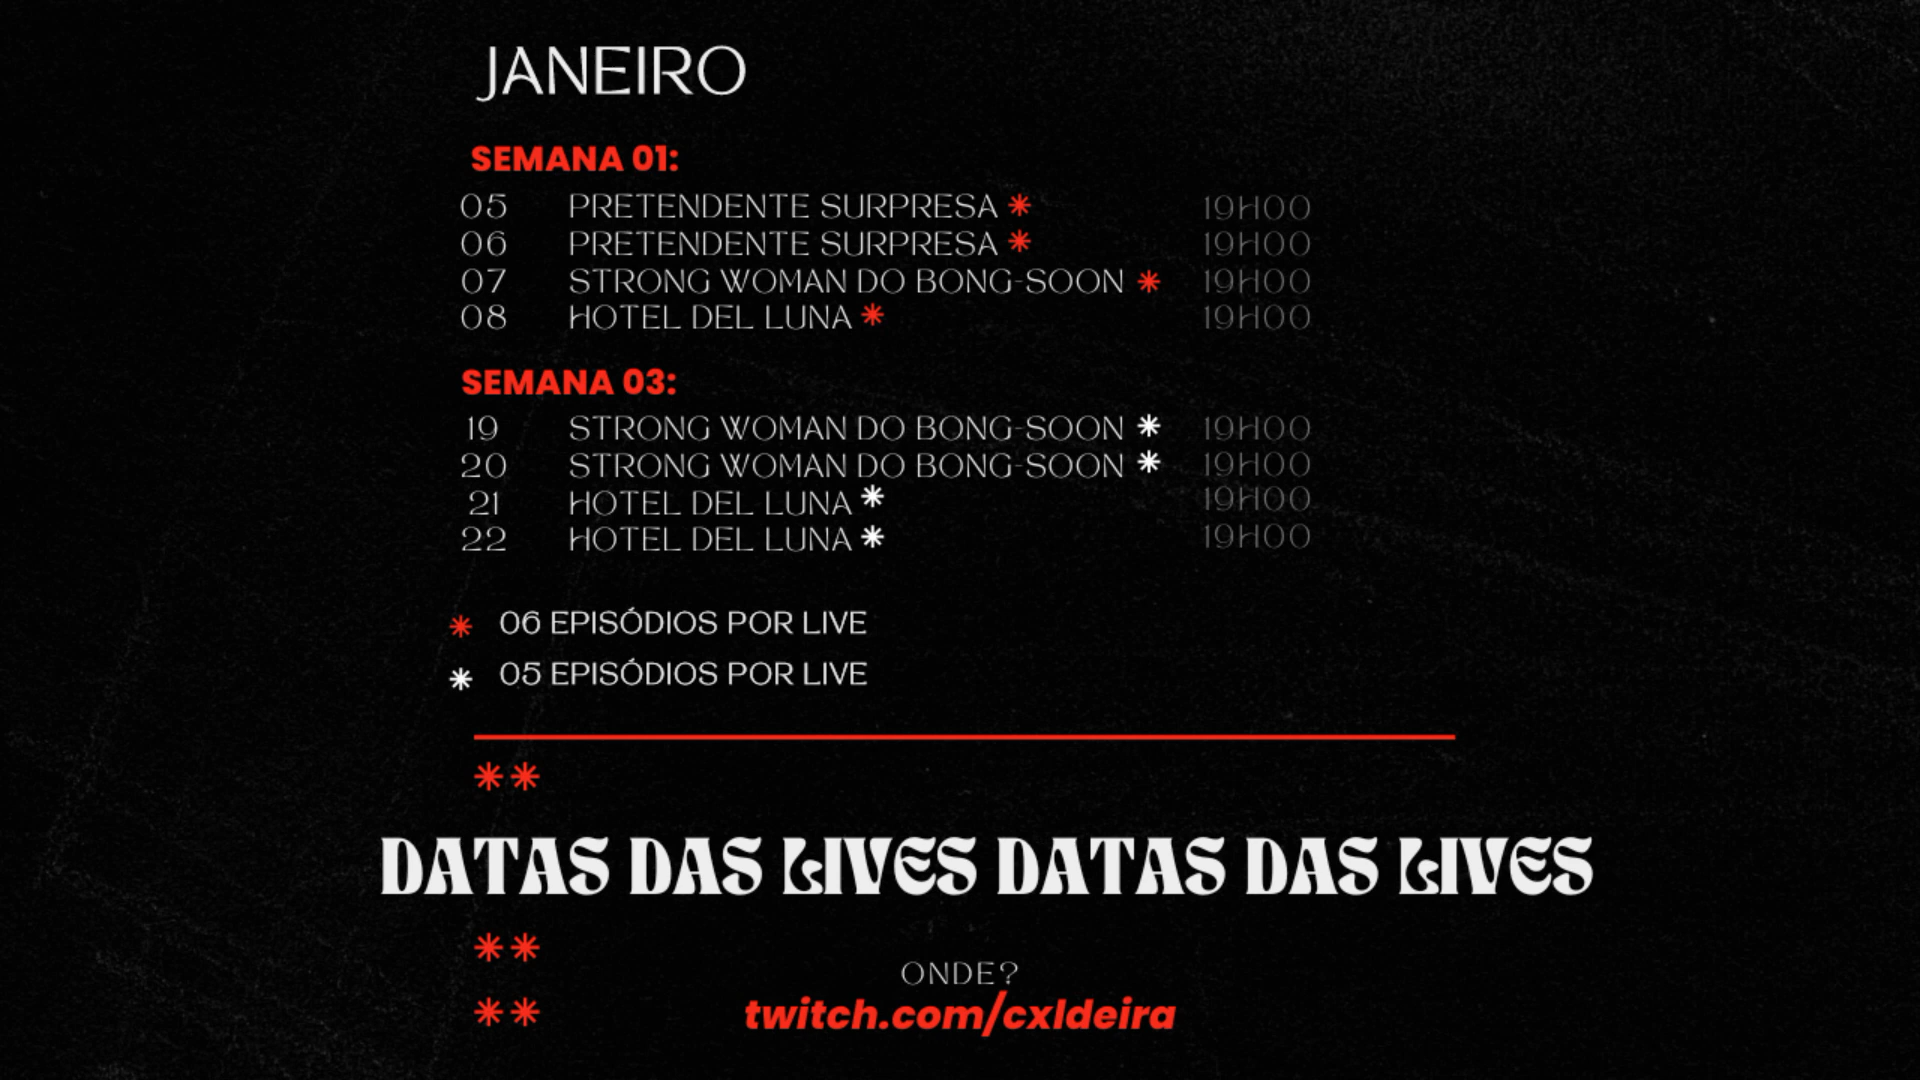 JANEIRO
SEMANA 01:
05 PRETENDENTE SURPRESA * 19H00
06 PRETENDENTE SURPRESA * 19H00
07 STRONG WOMAN DO BONG-SOON * 19H00
08 HOTEL DEL LUNA * 19H00
SEMANA 03:
19 STRONG WOMAN DO BONG-SOON * 19H00
20 STRONG WOMAN DO BONG-SOON * 19H00
21 HOTEL DEL LUNA * 19H00
22 HOTEL DEL LUNA * 19H00
* 06 EPISÓDIOS POR LIVE
* 05 EPISÓDIOS POR LIVE
**
DATAS DAS LIVES DATAS DAS LIVES
**
ONDE?
** twitch.com/cxldeira